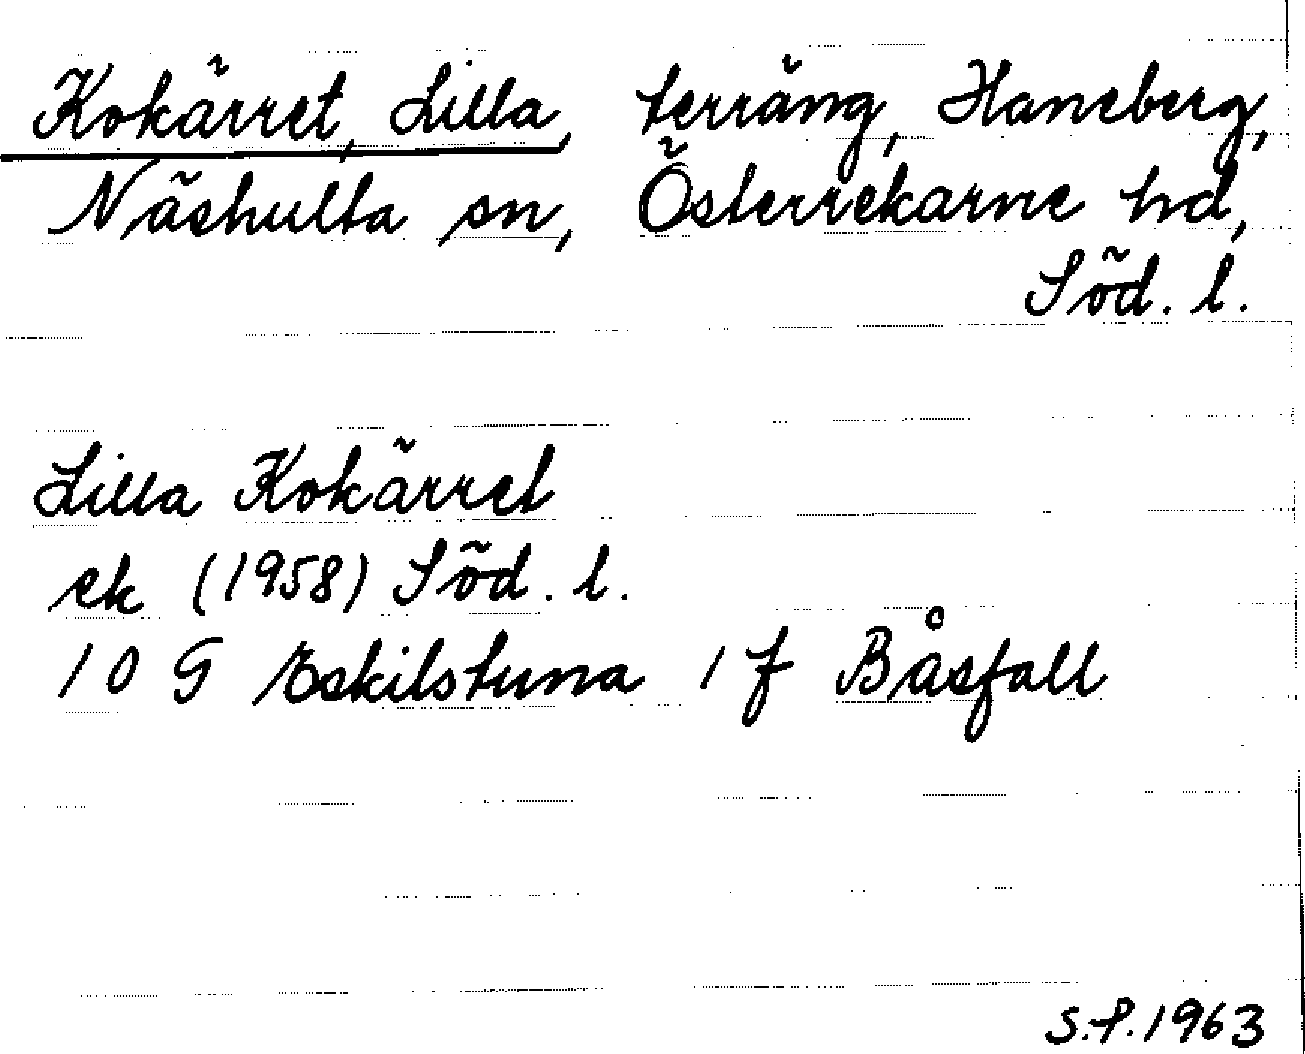 Kokärret, Lilla, terräng, Haneberg,
Näshulta sn, Österrekarne hd,
Söd. l.
Lilla Kokärret
ek (1958) Söd. l.
10 G Eskilstuna 1 f Båsfall
S.P. 1963